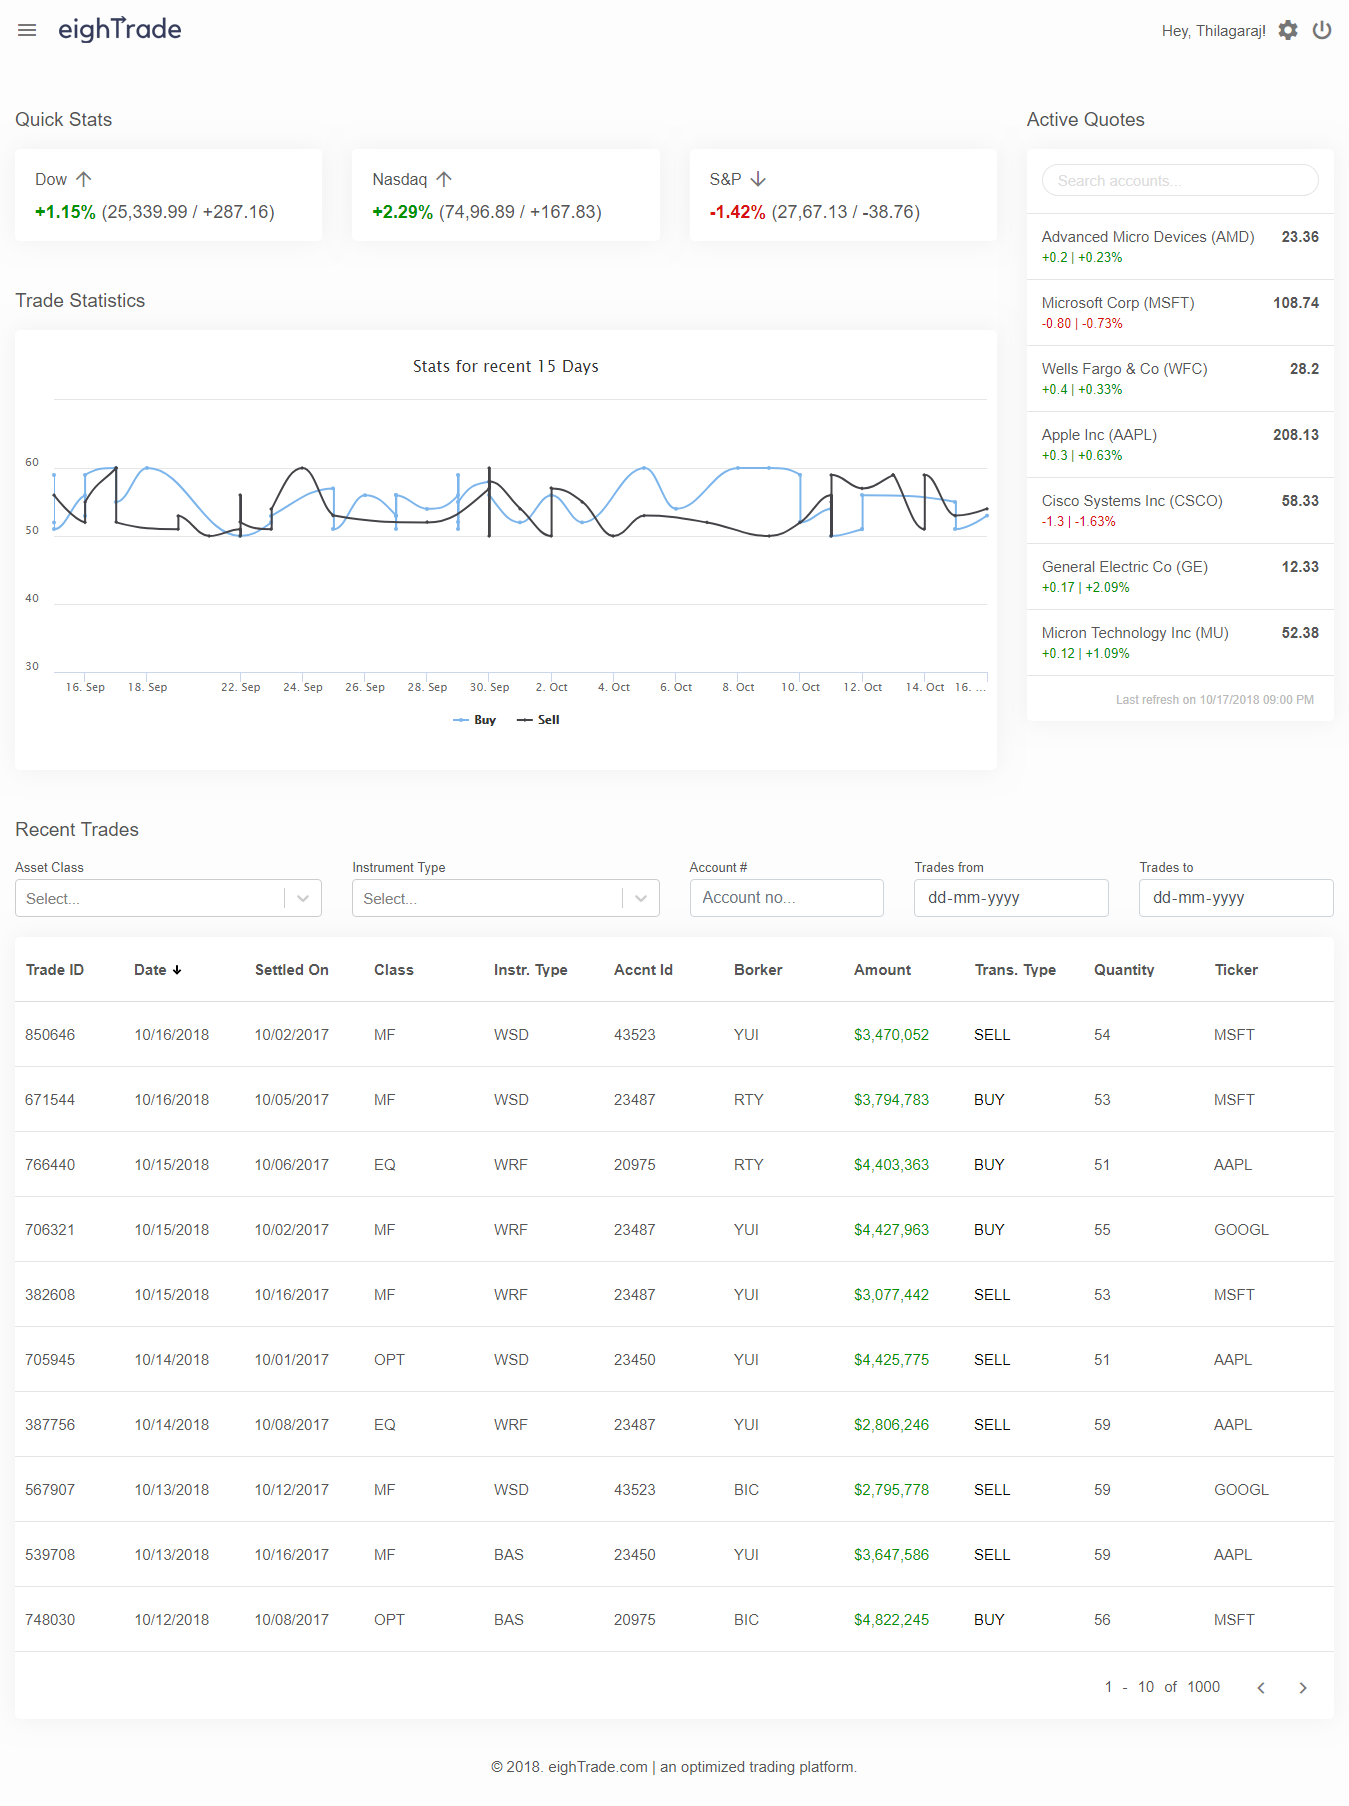 eighTrade
Hey, Thilagaraj!
Quick Stats
Dow
+1.15% (25,339.99 / +287.16)
Nasdaq
+2.29% (74,96.89 / +167.83)
S&P
-1.42% (27,67.13 / -38.76)
Trade Statistics
Stats for recent 15 Days
60
50
40
30
16. Sep 18. Sep 22. Sep 24. Sep 26. Sep 28. Sep 30. Sep 2. Oct 4. Oct 6. Oct 8. Oct 10. Oct 12. Oct 14. Oct 16. ...
Buy Sell
Active Quotes
Search accounts...
Advanced Micro Devices (AMD) 23.36
+0.2 | +0.23%
Microsoft Corp (MSFT) 108.74
-0.80 | -0.73%
Wells Fargo & Co (WFC) 28.2
+0.4 | +0.33%
Apple Inc (AAPL) 208.13
+0.3 | +0.63%
Cisco Systems Inc (CSCO) 58.33
-1.3 | -1.63%
General Electric Co (GE) 12.33
+0.17 | +2.09%
Micron Technology Inc (MU) 52.38
+0.12 | +1.09%
Last refresh on 10/17/2018 09:00 PM
Recent Trades
Asset Class Instrument Type Account # Trades from Trades to
Select... Select... Account no... dd-mm-yyyy dd-mm-yyyy
Trade ID Date Settled On Class Instr. Type Accnt Id Borker Amount Trans. Type Quantity Ticker
850646 10/16/2018 10/02/2017 MF WSD 43523 YUI $3,470,052 SELL 54 MSFT
671544 10/16/2018 10/05/2017 MF WSD 23487 RTY $3,794,783 BUY 53 MSFT
766440 10/15/2018 10/06/2017 EQ WRF 20975 RTY $4,403,363 BUY 51 AAPL
706321 10/15/2018 10/02/2017 MF WRF 23487 YUI $4,427,963 BUY 55 GOOGL
382608 10/15/2018 10/16/2017 MF WRF 23487 YUI $3,077,442 SELL 53 MSFT
705945 10/14/2018 10/01/2017 OPT WSD 23450 YUI $4,425,775 SELL 51 AAPL
387756 10/14/2018 10/08/2017 EQ WRF 23487 YUI $2,806,246 SELL 59 AAPL
567907 10/13/2018 10/12/2017 MF WSD 43523 BIC $2,795,778 SELL 59 GOOGL
539708 10/13/2018 10/16/2017 MF BAS 23450 YUI $3,647,586 SELL 59 AAPL
748030 10/12/2018 10/08/2017 OPT BAS 20975 BIC $4,822,245 BUY 56 MSFT
1 - 10 of 1000
© 2018. eighTrade.com | an optimized trading platform.